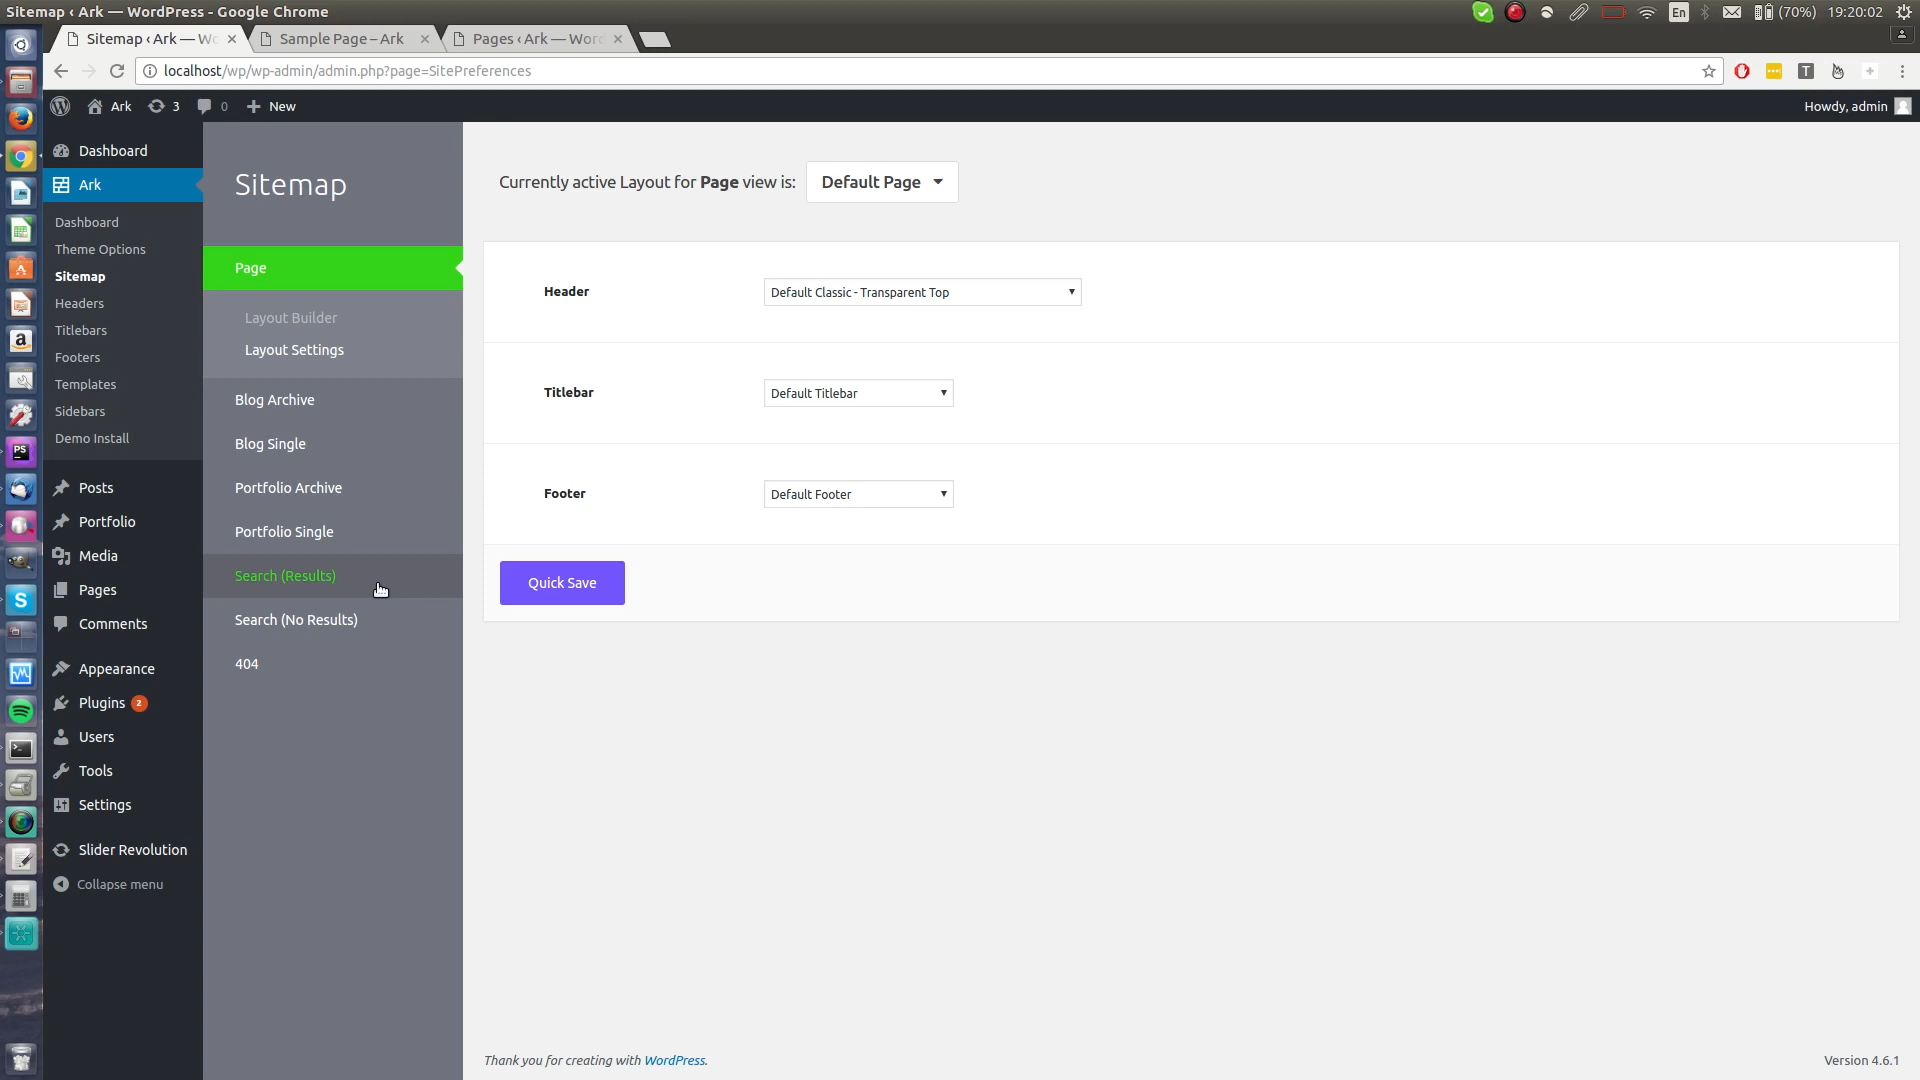 Sitemap ‹ Ark — WordPress - Google Chrome
En
(70%)
19:20:02
Sitemap ‹ Ark — Wo
Sample Page – Ark
Pages ‹ Ark — Word
localhost/wp/wp-admin/admin.php?page=SitePreferences
T
Ark
3
0
New
Howdy, admin
Dashboard
Ark
Dashboard
Theme Options
Sitemap
Headers
Titlebars
Footers
Templates
Sidebars
Demo Install
Posts
Portfolio
Media
Pages
Comments
Appearance
Plugins 2
Users
Tools
Settings
Slider Revolution
Collapse menu
PS
S
Sitemap
Page
Layout Builder
Layout Settings
Blog Archive
Blog Single
Portfolio Archive
Portfolio Single
Search (Results)
Search (No Results)
404
Currently active Layout for Page view is:
Default Page
Header
Default Classic - Transparent Top
Titlebar
Default Titlebar
Footer
Default Footer
Quick Save
Thank you for creating with WordPress.
Version 4.6.1